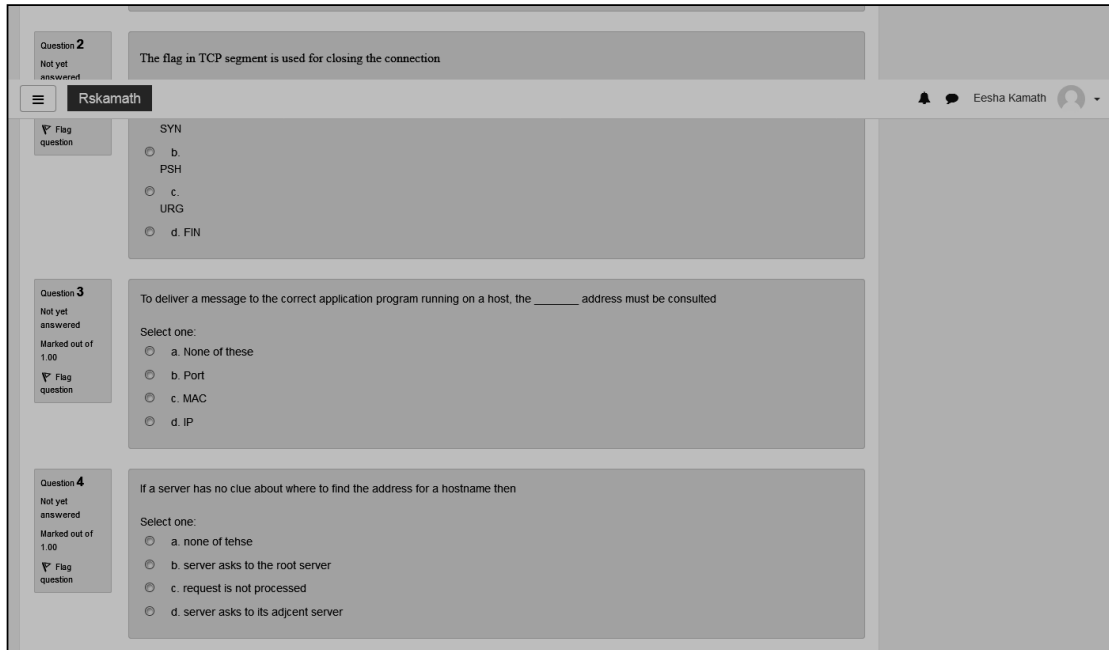 Question 2
Not yet
answered
The flag in TCP segment is used for closing the connection
Rskamath
Eesha Kamath
Flag
question
SYN
b.
PSH
c.
URG
d. FIN
Question 3
Not yet
answered
Marked out of
1.00
Flag
question
To deliver a message to the correct application program running on a host, the _______ address must be consulted
Select one:
a. None of these
b. Port
c. MAC
d. IP
Question 4
Not yet
answered
Marked out of
1.00
Flag
question
If a server has no clue about where to find the address for a hostname then
Select one:
a. none of tehse
b. server asks to the root server
c. request is not processed
d. server asks to its adjcent server